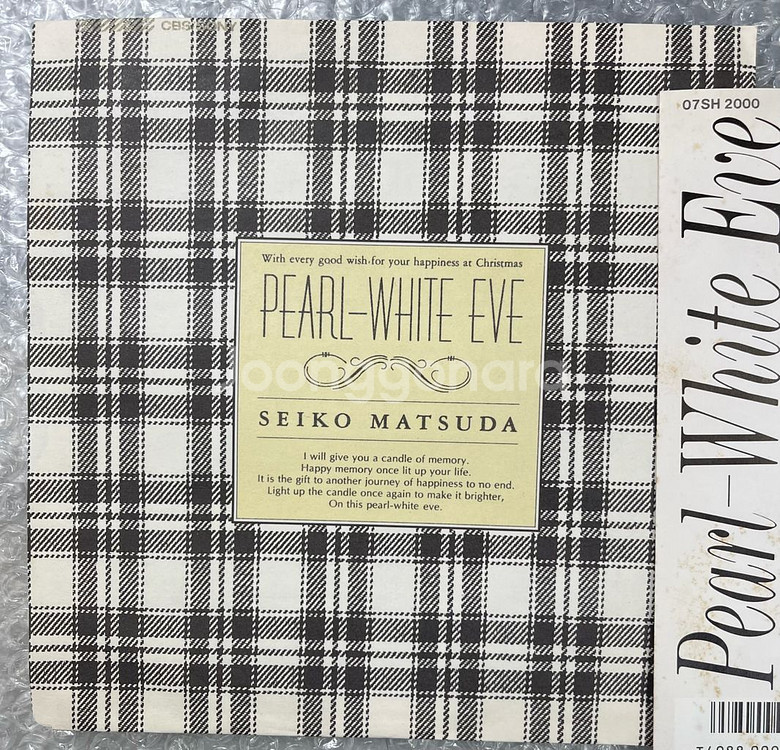 CBS/SONY
07SH 2000
With every good wish for your happiness at Christmas
PEARL–WHITE EVE
SEIKO MATSUDA
I will give you a candle of memory.
Happy memory once lit up your life.
It is the gift to another journey of happiness to no end.
Light up the candle once again to make it brighter,
On this pearl-white eve.
Pearl–White Eve
joonggonara